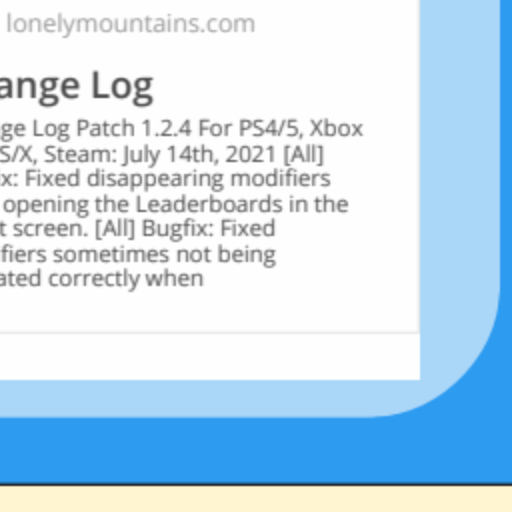 lonelymountains.com
ange Log
ge Log Patch 1.2.4 For PS4/5, Xbox
S/X, Steam: July 14th, 2021 [All]
x: Fixed disappearing modifiers
opening the Leaderboards in the
t screen. [All] Bugfix: Fixed
fiers sometimes not being
ated correctly when